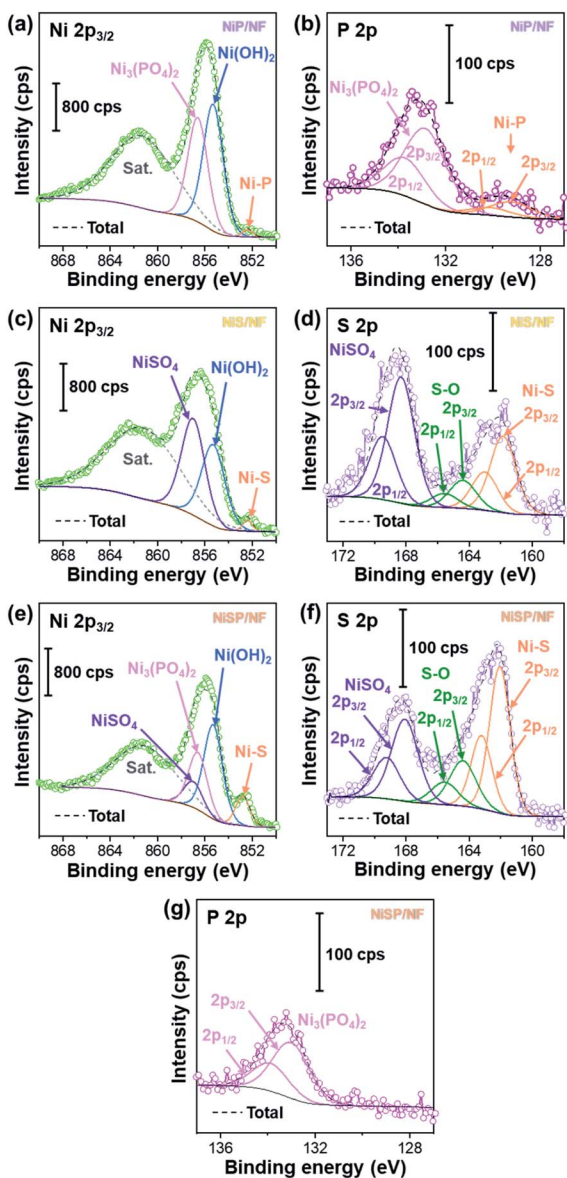 (a) Ni 2p3/2 NiP/NF
Ni3(PO4)2 Ni(OH)2
800 cps
Sat.
Ni-P
Total
868 864 860 856 852
Binding energy (eV)
Intensity (cps)
(b) P 2p NiP/NF
100 cps
Ni3(PO4)2
Ni-P
2p3/2
2p1/2
2p1/2
2p3/2
Total
136 132 128
Binding energy (eV)
Intensity (cps)
(c) Ni 2p3/2 NiS/NF
NiSO4 Ni(OH)2
800 cps
Sat.
Ni-S
Total
868 864 860 856 852
Binding energy (eV)
Intensity (cps)
(d) S 2p NiS/NF
NiSO4
100 cps
S-O
Ni-S
2p3/2
2p3/2
2p3/2
2p1/2
2p1/2
2p1/2
Total
172 168 164 160
Binding energy (eV)
Intensity (cps)
(e) Ni 2p3/2 NiSP/NF
800 cps
Ni3(PO4)2 Ni(OH)2
NiSO4
Sat.
Ni-S
Total
868 864 860 856 852
Binding energy (eV)
Intensity (cps)
(f) S 2p NiSP/NF
100 cps
NiSO4
S-O
Ni-S
2p3/2
2p3/2
2p3/2
2p1/2
2p1/2
2p1/2
Total
172 168 164 160
Binding energy (eV)
Intensity (cps)
(g) P 2p NiSP/NF
100 cps
2p3/2
Ni3(PO4)2
2p1/2
Total
136 132 128
Binding energy (eV)
Intensity (cps)